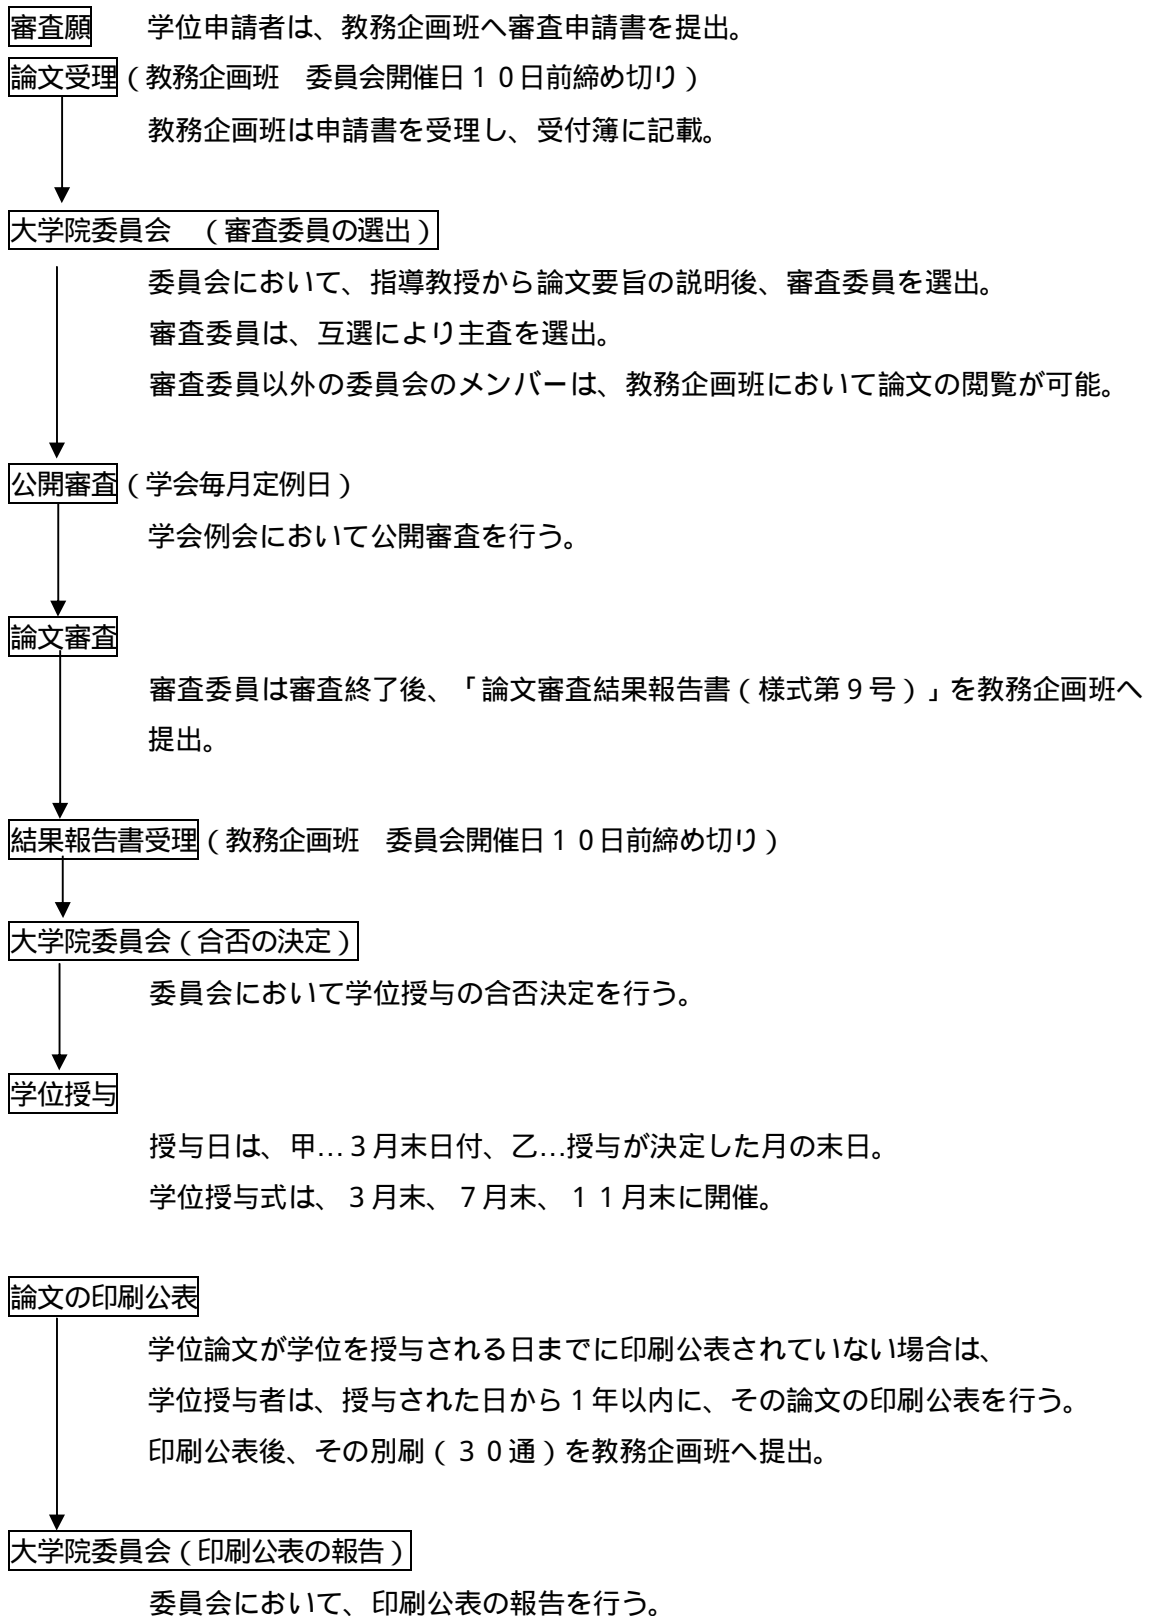 審査願　　学位申請者は、教務企画班へ審査申請書を提出。
論文受理（教務企画班　委員会開催日１０日前締め切り）
教務企画班は申請書を受理し、受付簿に記載。
大学院委員会　（審査委員の選出）
委員会において、指導教授から論文要旨の説明後、審査委員を選出。
審査委員は、互選により主査を選出。
審査委員以外の委員会のメンバーは、教務企画班において論文の閲覧が可能。
公開審査（学会毎月定例日）
学会例会において公開審査を行う。
論文審査
審査委員は審査終了後、「論文審査結果報告書（様式第９号）」を教務企画班へ
提出。
結果報告書受理（教務企画班　委員会開催日１０日前締め切り）
大学院委員会（合否の決定）
委員会において学位授与の合否決定を行う。
学位授与
授与日は、甲…３月末日付、乙…授与が決定した月の末日。
学位授与式は、３月末、７月末、１１月末に開催。
論文の印刷公表
学位論文が学位を授与される日までに印刷公表されていない場合は、
学位授与者は、授与された日から１年以内に、その論文の印刷公表を行う。
印刷公表後、その別刷（３０通）を教務企画班へ提出。
大学院委員会（印刷公表の報告）
委員会において、印刷公表の報告を行う。